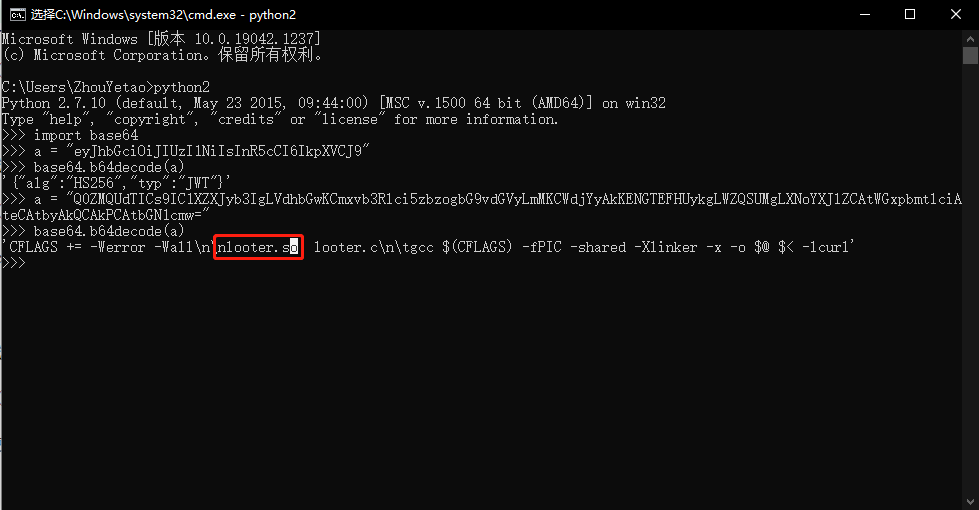 选择C:\Windows\system32\cmd.exe - python2
Microsoft Windows [版本 10.0.19042.1237]
(c) Microsoft Corporation。保留所有权利。
C:\Users\ZhouYetao>python2
Python 2.7.10 (default, May 23 2015, 09:44:00) [MSC v.1500 64 bit (AMD64)] on win32
Type "help", "copyright", "credits" or "license" for more information.
>>> import base64
>>> a = "eyJhbGciOiJIUzI1NiIsInR5cCI6IkpXVCJ9"
>>> base64.b64decode(a)
'{"alg":"HS256","typ":"JWT"}'
>>> a = "Q0ZMQUdTICs9IC1XZXJyb3IgLVdhbGwKCmxvb3Rlci5zbzogbG9vdGVyLmMKCWdjYyAkKENGTEFHUykgLWZQSUMgLXNoYXJlZCAtWGxpbmtlciA
teCAtbyAkQCAkPCAtbGN1cmw="
>>> base64.b64decode(a)
'CFLAGS += -Werror -Wall\n\nlooter.so looter.c\n\tgcc $(CFLAGS) -fPIC -shared -Xlinker -x -o $@ $< -lcurl'
>>>